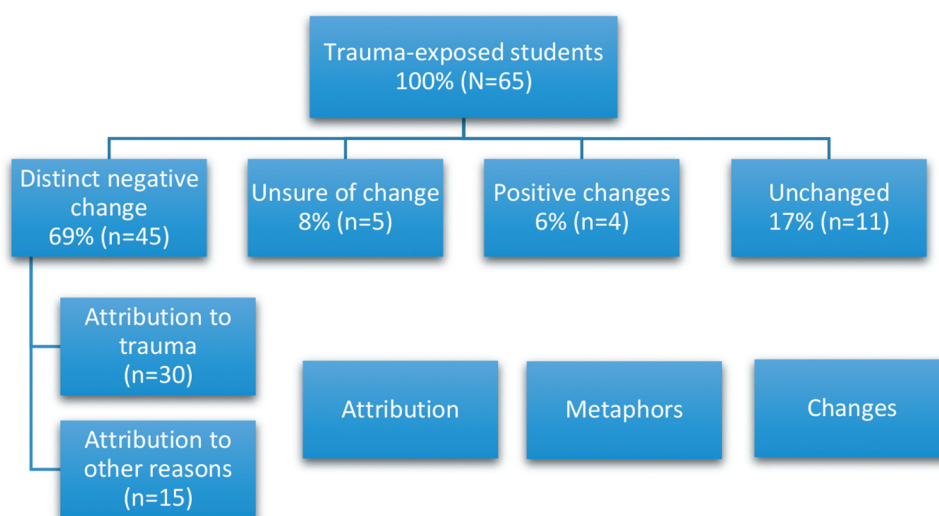 Trauma-exposed students
100% (N=65)
Distinct negative
change
69% (n=45)
Unsure of change
8% (n=5)
Positive changes
6% (n=4)
Unchanged
17% (n=11)
Attribution to
trauma
(n=30)
Attribution to
other reasons
(n=15)
Attribution
Metaphors
Changes